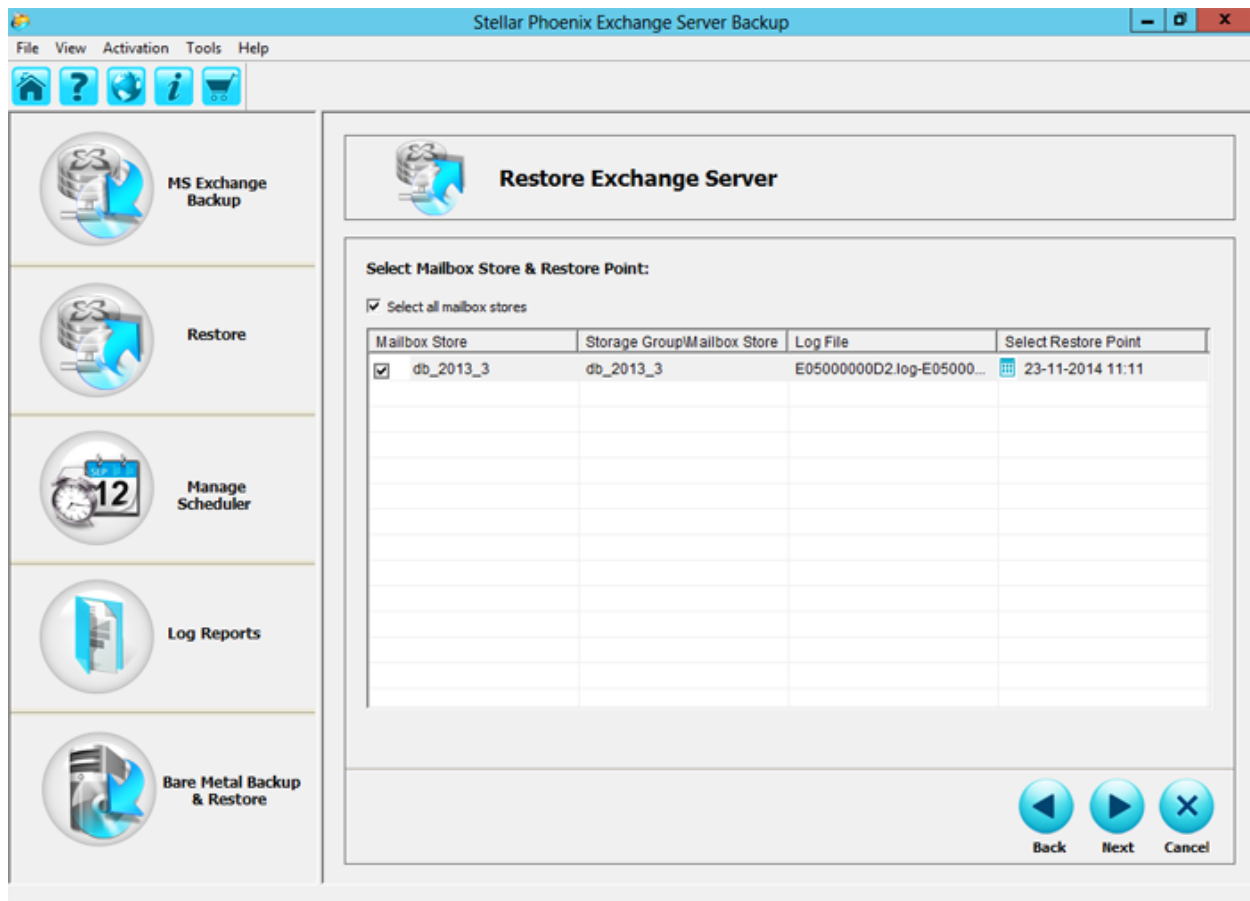 Stellar Phoenix Exchange Server Backup
File View Activation Tools Help
MS Exchange
Backup
Restore
SEP
12
Manage
Scheduler
Log Reports
Bare Metal Backup
& Restore
Restore Exchange Server
Select Mailbox Store & Restore Point:
Select all mailbox stores
Mailbox Store Storage Group\Mailbox Store Log File Select Restore Point
db_2013_3 db_2013_3 E05000000D2.log-E05000... 23-11-2014 11:11
Back Next Cancel